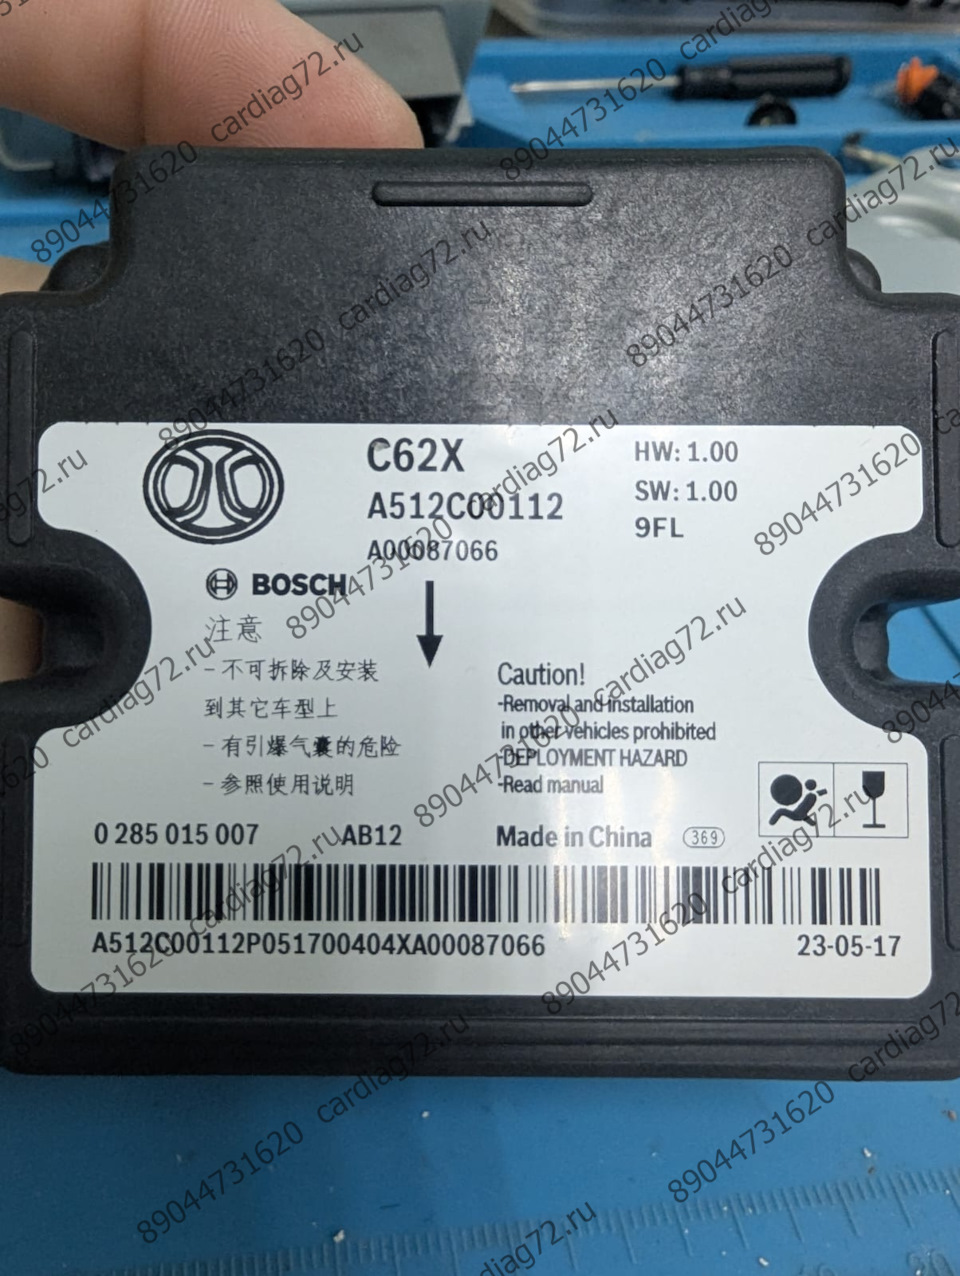 C62X
A512C00112
A00087066
HW: 1.00
SW: 1.00
9FL
BOSCH
注意
- 不可拆除及安装
到其它车型上
- 有引爆气囊的危险
- 参照使用说明
Caution!
-Removal and installation
in other vehicles prohibited
-DEPLOYMENT HAZARD
-Read manual
0 285 015 007 AB12 Made in China 369
A512C00112P051700404XA00087066 23-05-17
89044731620 cardiag72.ru